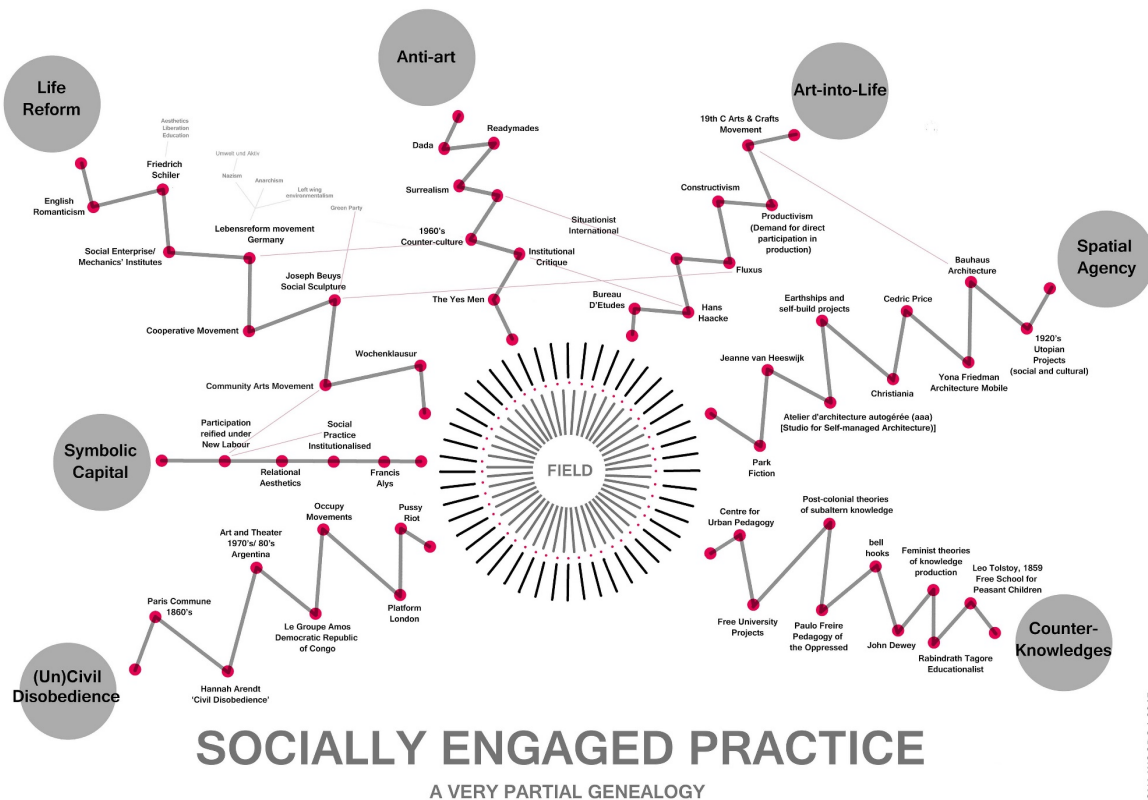 Life
Reform
Aesthetics
Liberation
Education
Umwelt und Aktiv
Friedrich
Schiler
Nazism
Anarchism
Left wing
environmentalism
Green Party
English
Romanticism
Lebensreform movement
Germany
Social Enterprise/
Mechanics' Institutes
Joseph Beuys
Social Sculpture
Cooperative Movement
Wochenklausur
Community Arts Movement
Anti-art
Readymades
Dada
Surrealism
1960's
Counter-culture
Institutional
Critique
The Yes Men
Situationist
International
Art-into-Life
19th C Arts & Crafts
Movement
Constructivism
Productivism
(Demand for direct
participation in
production)
Fluxus
Bureau
D'Etudes
Hans
Haacke
Spatial
Agency
Bauhaus
Architecture
Earthships and
self-build projects
Cedric Price
1920's
Utopian
Projects
(social and cultural)
Jeanne van Heeswijk
Yona Friedman
Architecture Mobile
Christiania
Atelier d'architecture autogérée (aaa)
[Studio for Self-managed Architecture)]
Park
Fiction
Symbolic
Capital
Participation
reified under
New Labour
Social
Practice
Institutionalised
Relational
Aesthetics
Francis
Alys
FIELD
(Un)Civil
Disobedience
Paris Commune
1860's
Hannah Arendt
'Civil Disobedience'
Art and Theater
1970's/ 80's
Argentina
Occupy
Movements
Le Groupe Amos
Democratic Republic
of Congo
Pussy
Riot
Platform
London
Centre for
Urban Pedagogy
Post-colonial theories
of subaltern knowledge
Free University
Projects
Paulo Freire
Pedagogy of
the Oppressed
bell
hooks
John Dewey
Feminist theories
of knowledge
production
Rabindrath Tagore
Educationalist
Leo Tolstoy, 1859
Free School for
Peasant Children
Counter-
Knowledges
SOCIALLY ENGAGED PRACTICE
A VERY PARTIAL GENEALOGY